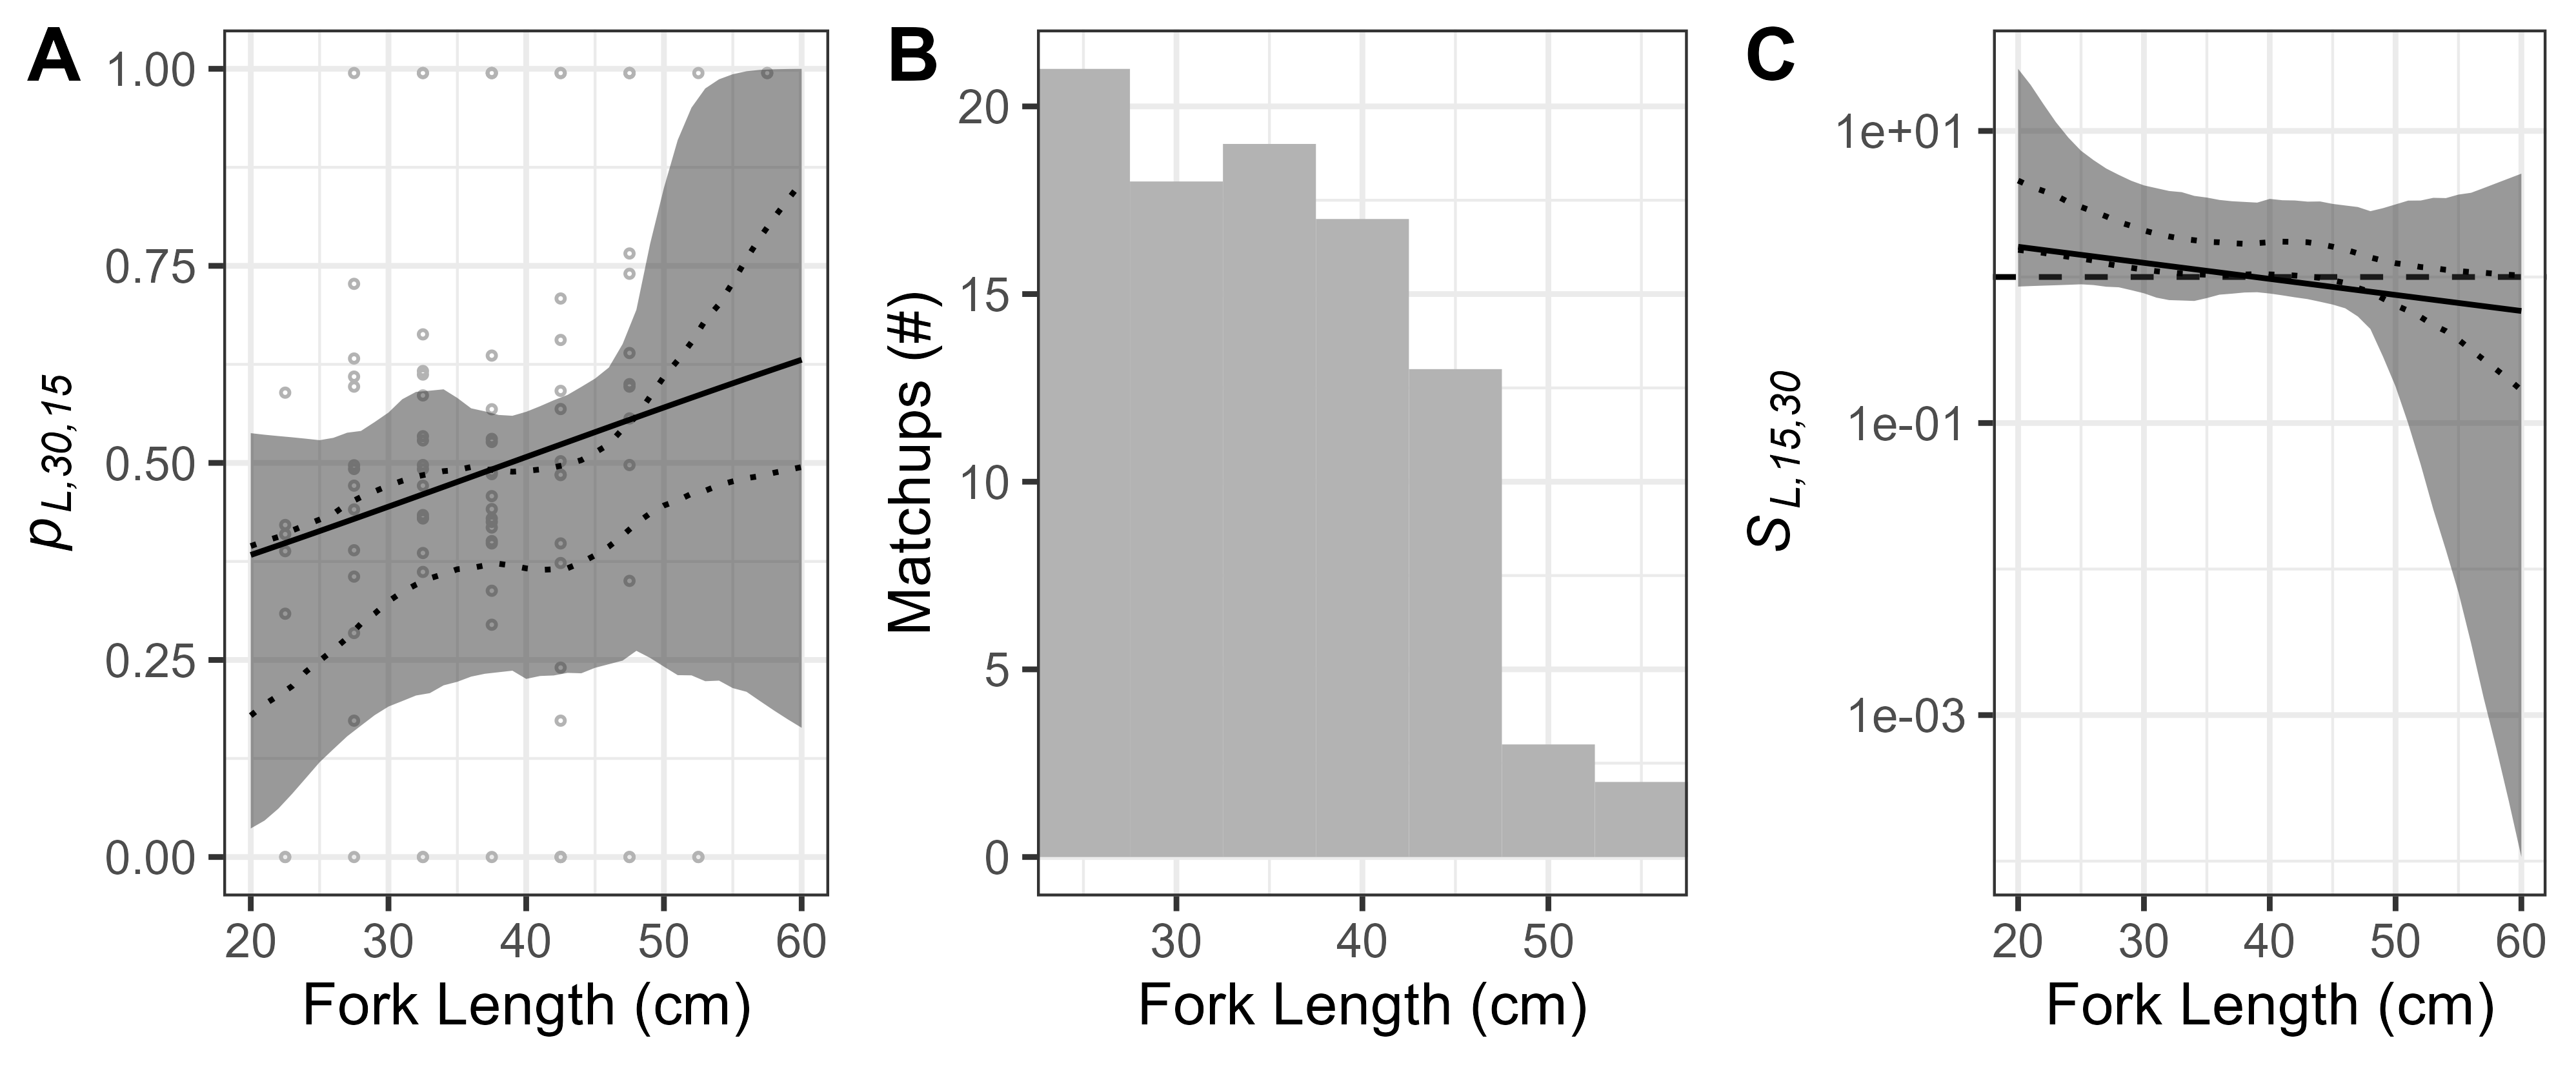 A
1.00
0.75
0.50
0.25
0.00
p L,30,15
20 30 40 50 60
Fork Length (cm)
B
20
15
10
5
0
Matchups (#)
30 40 50
Fork Length (cm)
C
1e+01
1e-01
1e-03
S L,15,30
20 30 40 50 60
Fork Length (cm)